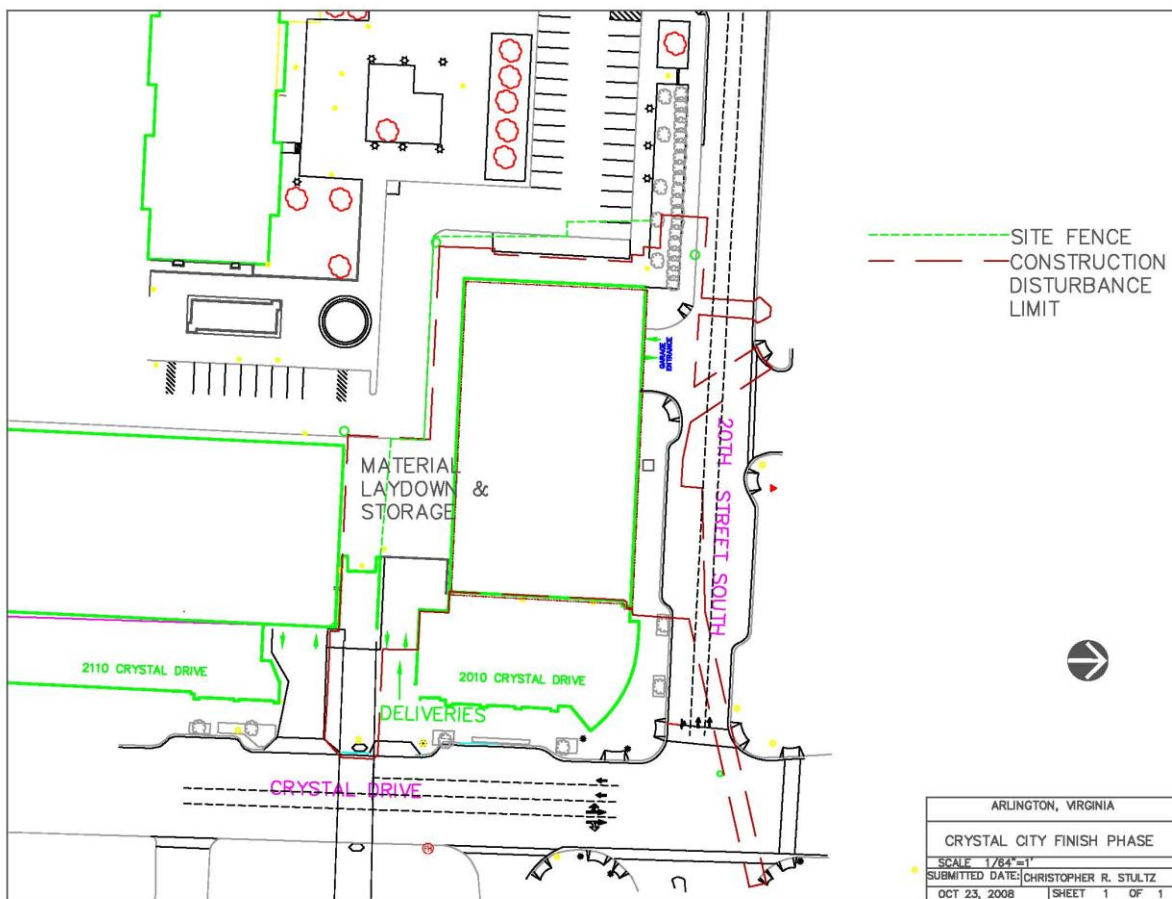 SITE FENCE
CONSTRUCTION
DISTURBANCE
LIMIT
GARAGE
ENTRANCE
20TH STREET SOUTH
MATERIAL
LAYDOWN &
STORAGE
2110 CRYSTAL DRIVE
2010 CRYSTAL DRIVE
DELIVERIES
CRYSTAL DRIVE
ARLINGTON, VIRGINIA
CRYSTAL CITY FINISH PHASE
SCALE 1/64"=1'
SUBMITTED DATE: CHRISTOPHER R. STULTZ
OCT 23, 2008 SHEET 1 OF 1